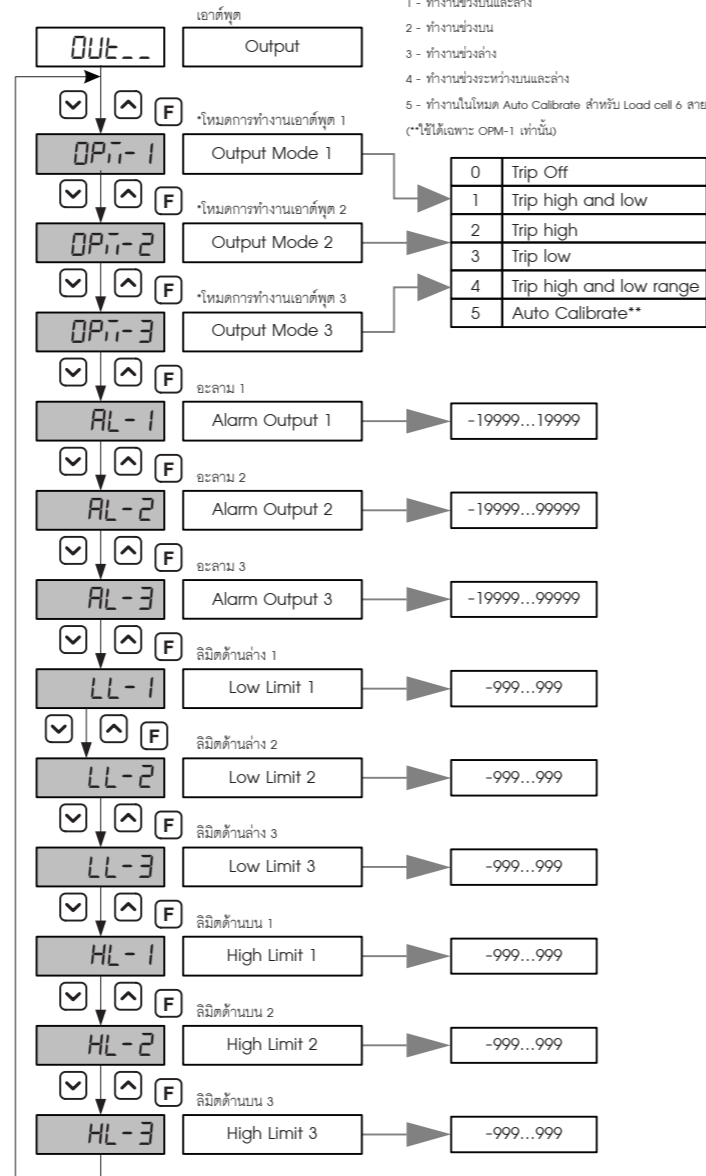 1 - ทำงานช่วงบนและล่าง
เอาต์พุต
2 - ทำงานช่วงบน
OUt__ Output
3 - ทำงานช่วงล่าง
4 - ทำงานช่วงระหว่างบนและล่าง
5 - ทำงานในโหมด Auto Calibrate สำหรับ Load cell 6 สาย
(**ใช้ได้เฉพาะ OPM-1 เท่านั้น)
F *โหมดการทำงานเอาต์พุต 1
OPM-1 Output Mode 1
0 Trip Off
1 Trip high and low
2 Trip high
3 Trip low
4 Trip high and low range
5 Auto Calibrate**
F *โหมดการทำงานเอาต์พุต 2
OPM-2 Output Mode 2
F *โหมดการทำงานเอาต์พุต 3
OPM-3 Output Mode 3
F อะลาม 1
AL-1 Alarm Output 1 -19999...19999
F อะลาม 2
AL-2 Alarm Output 2 -19999...99999
F อะลาม 3
AL-3 Alarm Output 3 -19999...99999
F ลิมิตด้านล่าง 1
LL-1 Low Limit 1 -999...999
F ลิมิตด้านล่าง 2
LL-2 Low Limit 2 -999...999
F ลิมิตด้านล่าง 3
LL-3 Low Limit 3 -999...999
F ลิมิตด้านบน 1
HL-1 High Limit 1 -999...999
F ลิมิตด้านบน 2
HL-2 High Limit 2 -999...999
F ลิมิตด้านบน 3
HL-3 High Limit 3 -999...999